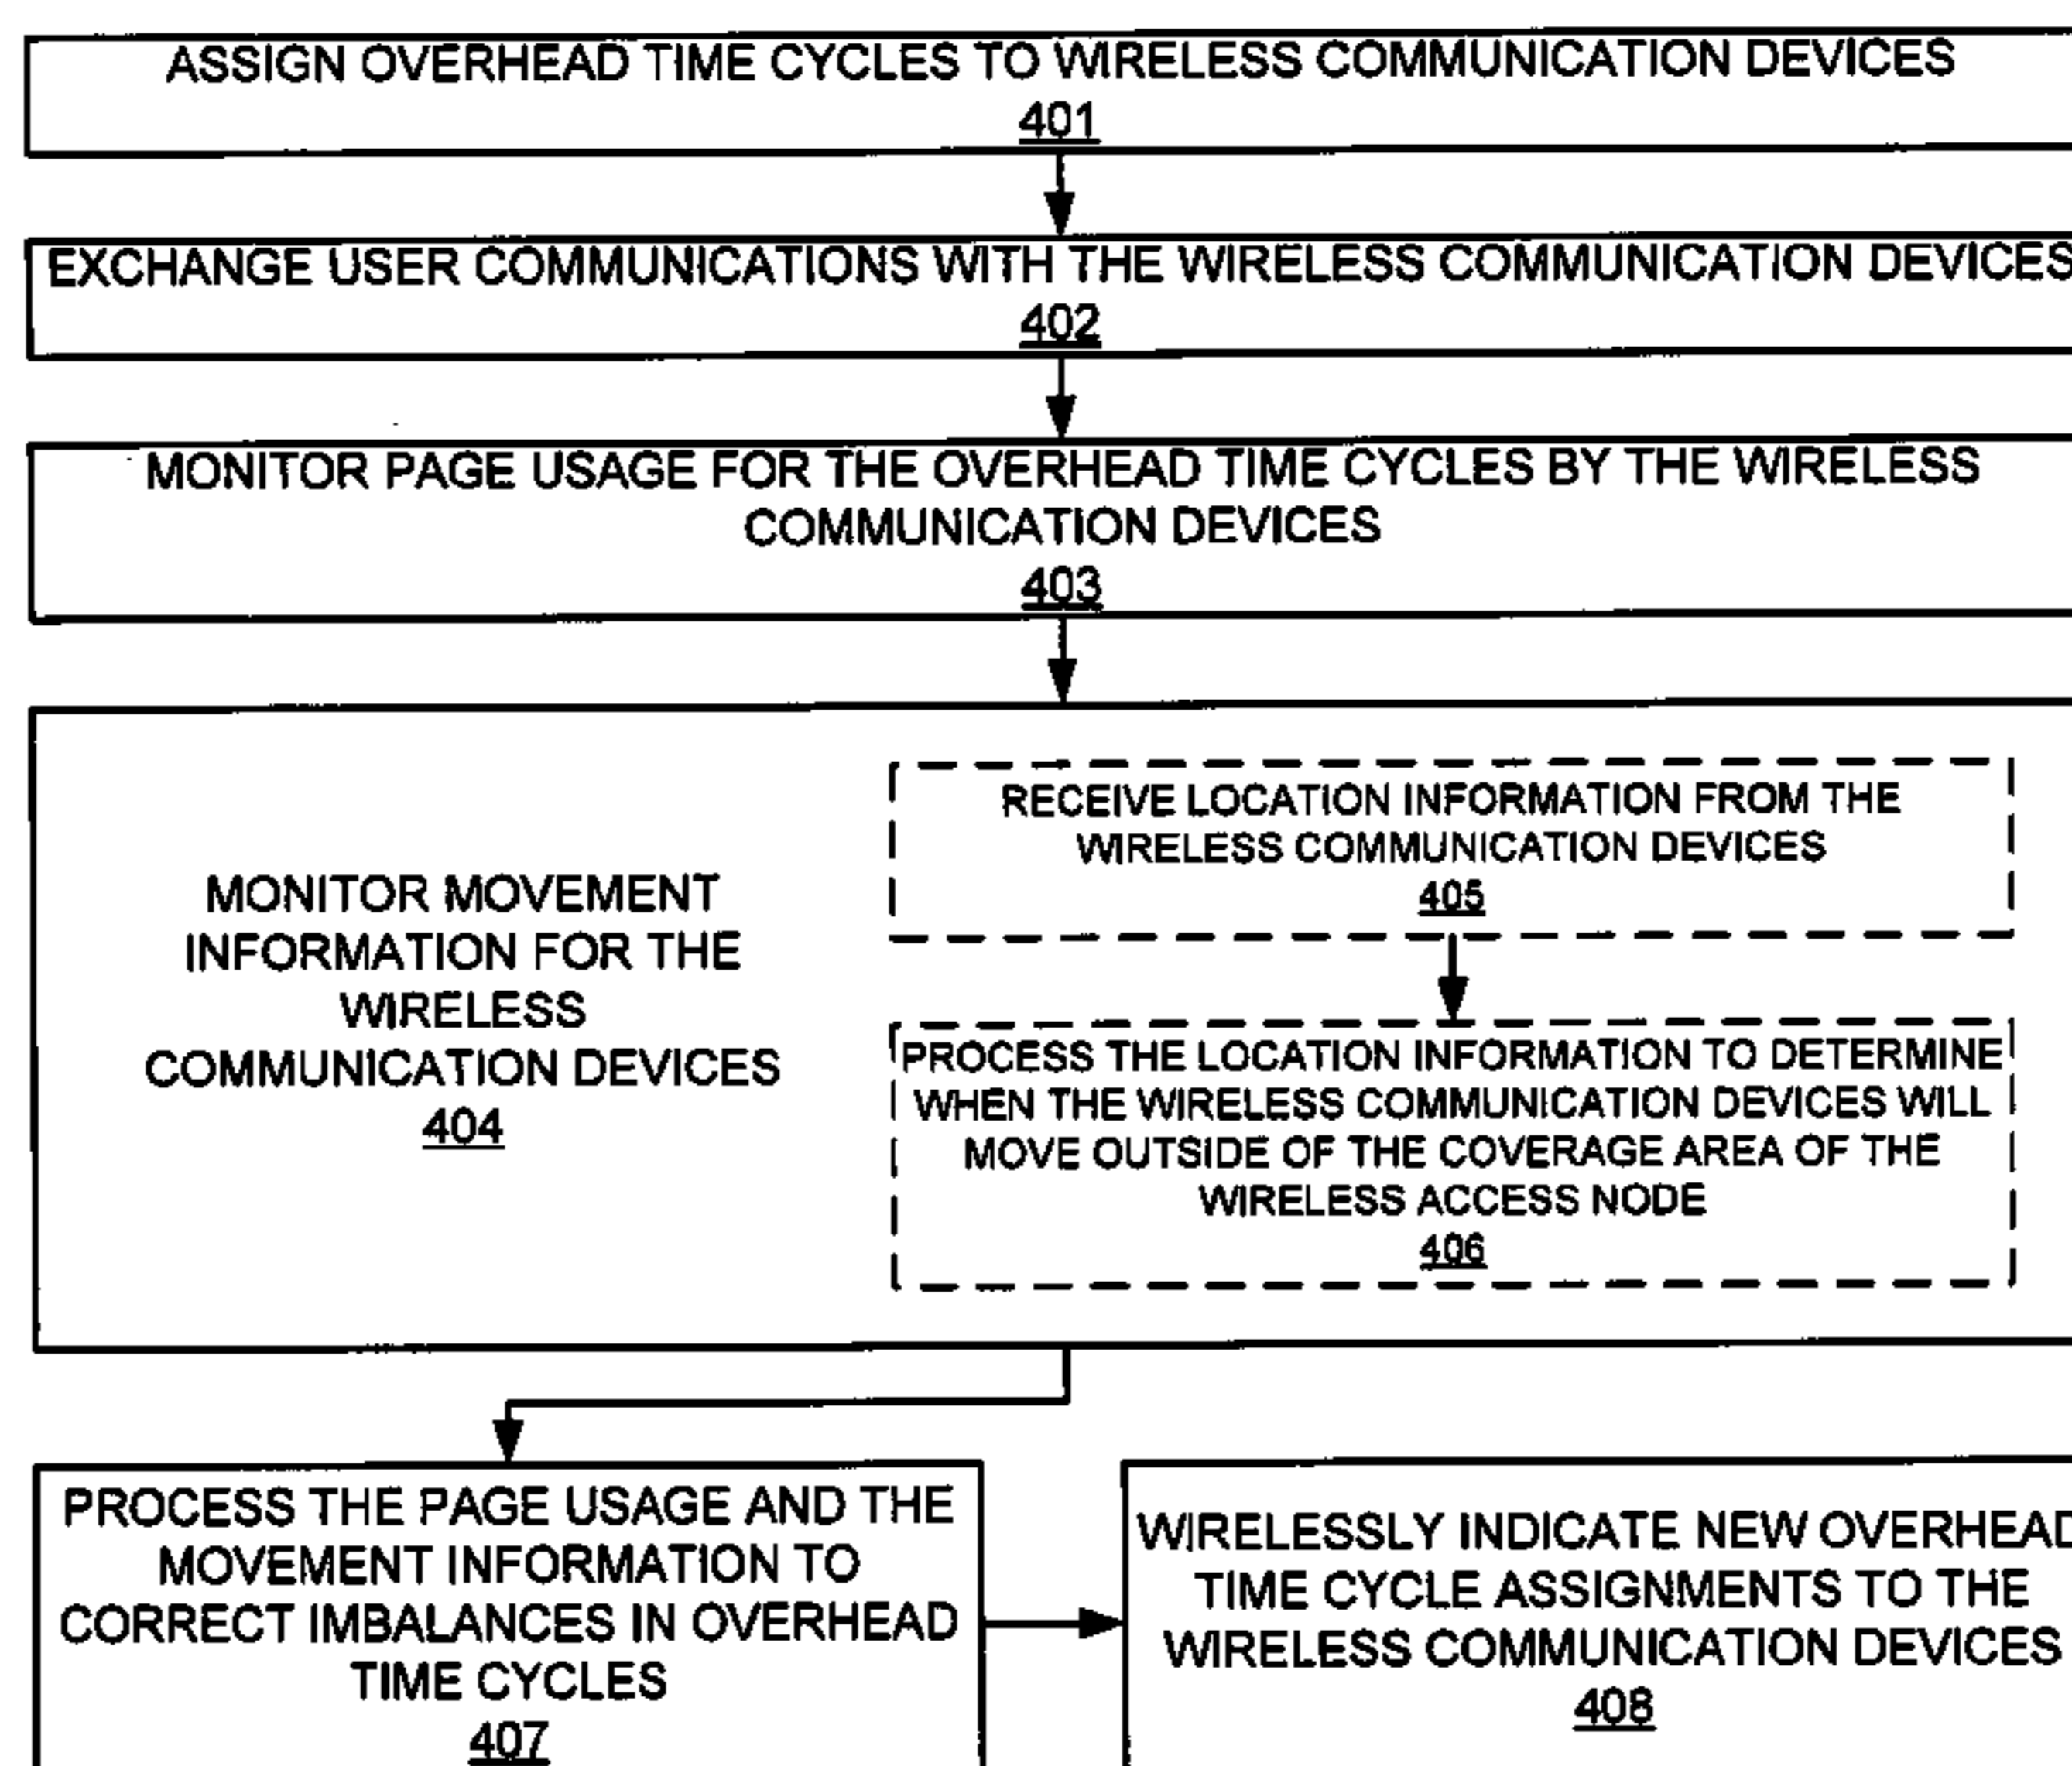 ASSIGN OVERHEAD TIME CYCLES TO WIRELESS COMMUNICATION DEVICES
401
EXCHANGE USER COMMUNICATIONS WITH THE WIRELESS COMMUNICATION DEVICES
402
MONITOR PAGE USAGE FOR THE OVERHEAD TIME CYCLES BY THE WIRELESS
COMMUNICATION DEVICES
403
MONITOR MOVEMENT
INFORMATION FOR THE
WIRELESS
COMMUNICATION DEVICES
404
RECEIVE LOCATION INFORMATION FROM THE
WIRELESS COMMUNICATION DEVICES
405
PROCESS THE LOCATION INFORMATION TO DETERMINE
WHEN THE WIRELESS COMMUNICATION DEVICES WILL
MOVE OUTSIDE OF THE COVERAGE AREA OF THE
WIRELESS ACCESS NODE
406
PROCESS THE PAGE USAGE AND THE
MOVEMENT INFORMATION TO
CORRECT IMBALANCES IN OVERHEAD
TIME CYCLES
407
WIRELESSLY INDICATE NEW OVERHEAD
TIME CYCLE ASSIGNMENTS TO THE
WIRELESS COMMUNICATION DEVICES
408